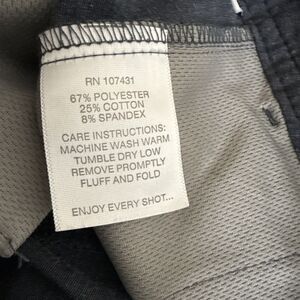 RN 107431
67% POLYESTER
25% COTTON
8% SPANDEX
CARE INSTRUCTIONS:
MACHINE WASH WARM
TUMBLE DRY LOW
REMOVE PROMPTLY
FLUFF AND FOLD
ENJOY EVERY SHOT...